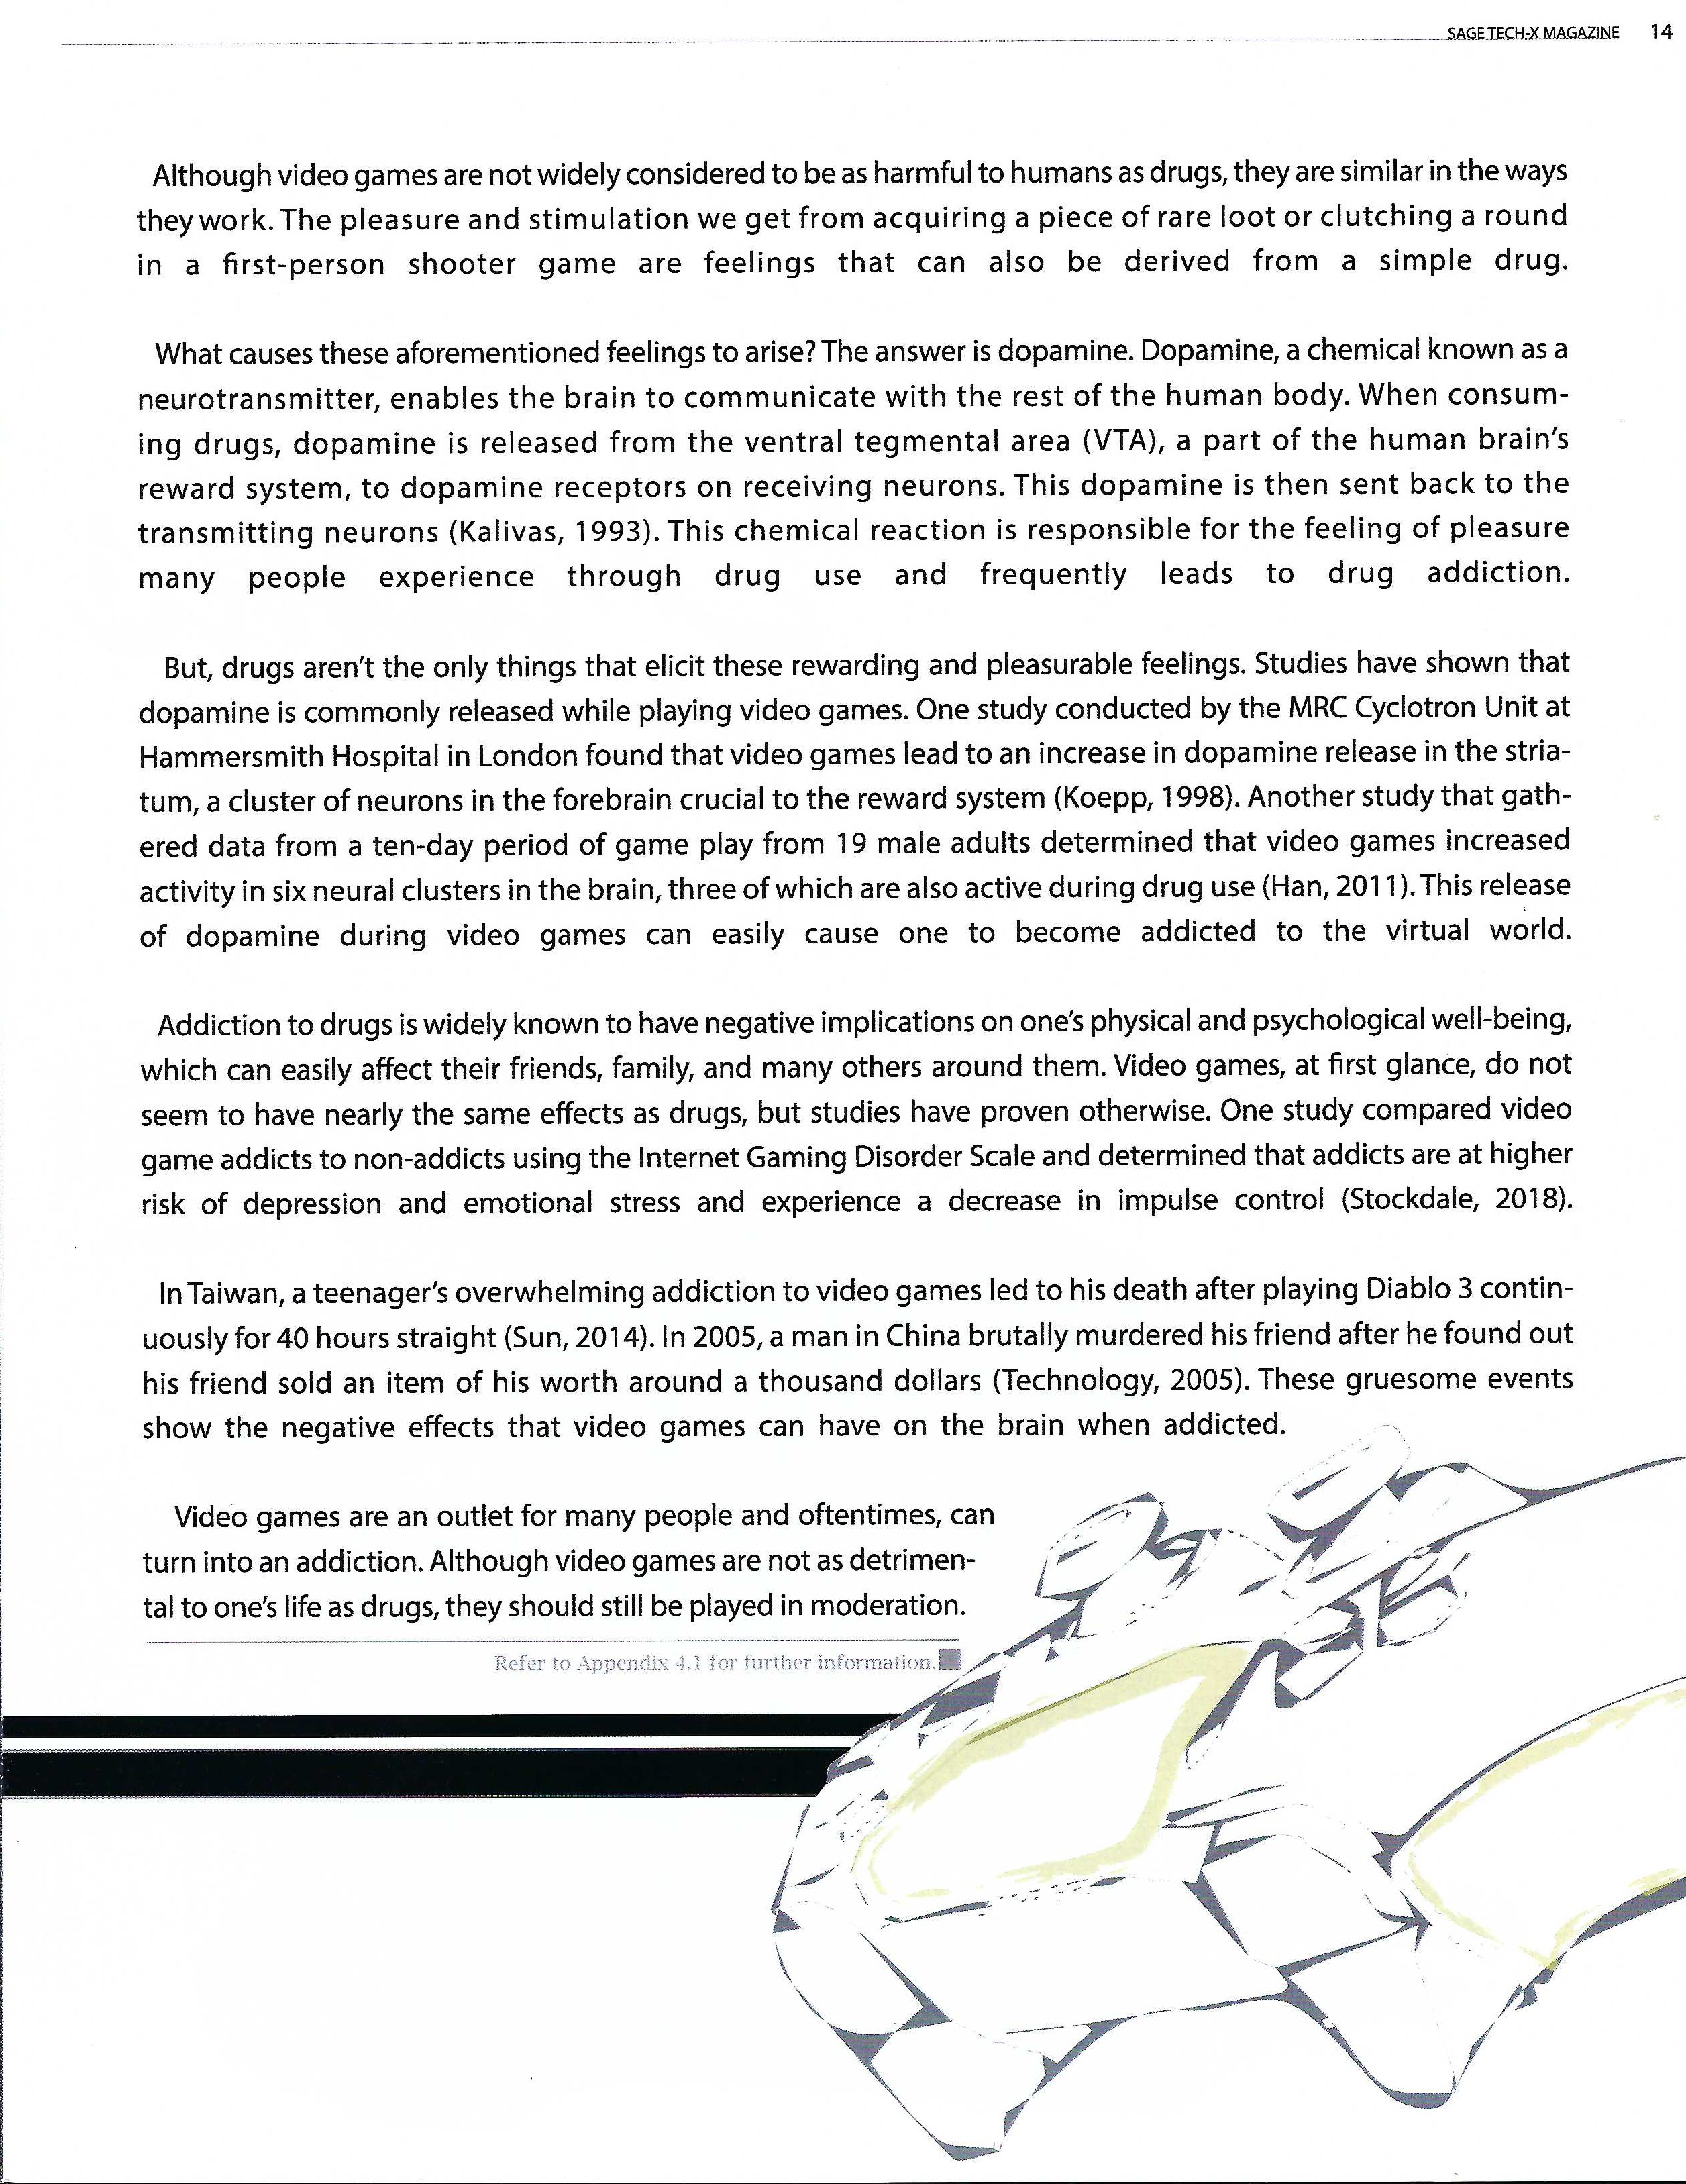 SAGE TECH-X MAGAZINE 14
Although video games are not widely considered to be as harmful to humans as drugs, they are similar in the ways
they work. The pleasure and stimulation we get from acquiring a piece of rare loot or clutching a round
in a first-person shooter game are feelings that can also be derived from a simple drug.
What causes these aforementioned feelings to arise? The answer is dopamine. Dopamine, a chemical known as a
neurotransmitter, enables the brain to communicate with the rest of the human body. When consum-
ing drugs, dopamine is released from the ventral tegmental area (VTA), a part of the human brain's
reward system, to dopamine receptors on receiving neurons. This dopamine is then sent back to the
transmitting neurons (Kalivas, 1993). This chemical reaction is responsible for the feeling of pleasure
many people experience through drug use and frequently leads to drug addiction.
But, drugs aren't the only things that elicit these rewarding and pleasurable feelings. Studies have shown that
dopamine is commonly released while playing video games. One study conducted by the MRC Cyclotron Unit at
Hammersmith Hospital in London found that video games lead to an increase in dopamine release in the stria-
tum, a cluster of neurons in the forebrain crucial to the reward system (Koepp, 1998). Another study that gath-
ered data from a ten-day period of game play from 19 male adults determined that video games increased
activity in six neural clusters in the brain, three of which are also active during drug use (Han, 2011). This release
of dopamine during video games can easily cause one to become addicted to the virtual world.
Addiction to drugs is widely known to have negative implications on one's physical and psychological well-being,
which can easily affect their friends, family, and many others around them. Video games, at first glance, do not
seem to have nearly the same effects as drugs, but studies have proven otherwise. One study compared video
game addicts to non-addicts using the Internet Gaming Disorder Scale and determined that addicts are at higher
risk of depression and emotional stress and experience a decrease in impulse control (Stockdale, 2018).
In Taiwan, a teenager's overwhelming addiction to video games led to his death after playing Diablo 3 contin-
uously for 40 hours straight (Sun, 2014). In 2005, a man in China brutally murdered his friend after he found out
his friend sold an item of his worth around a thousand dollars (Technology, 2005). These gruesome events
show the negative effects that video games can have on the brain when addicted.
Video games are an outlet for many people and oftentimes, can
turn into an addiction. Although video games are not as detrimen-
tal to one's life as drugs, they should still be played in moderation.
Refer to Appendix 4.1 for further information.